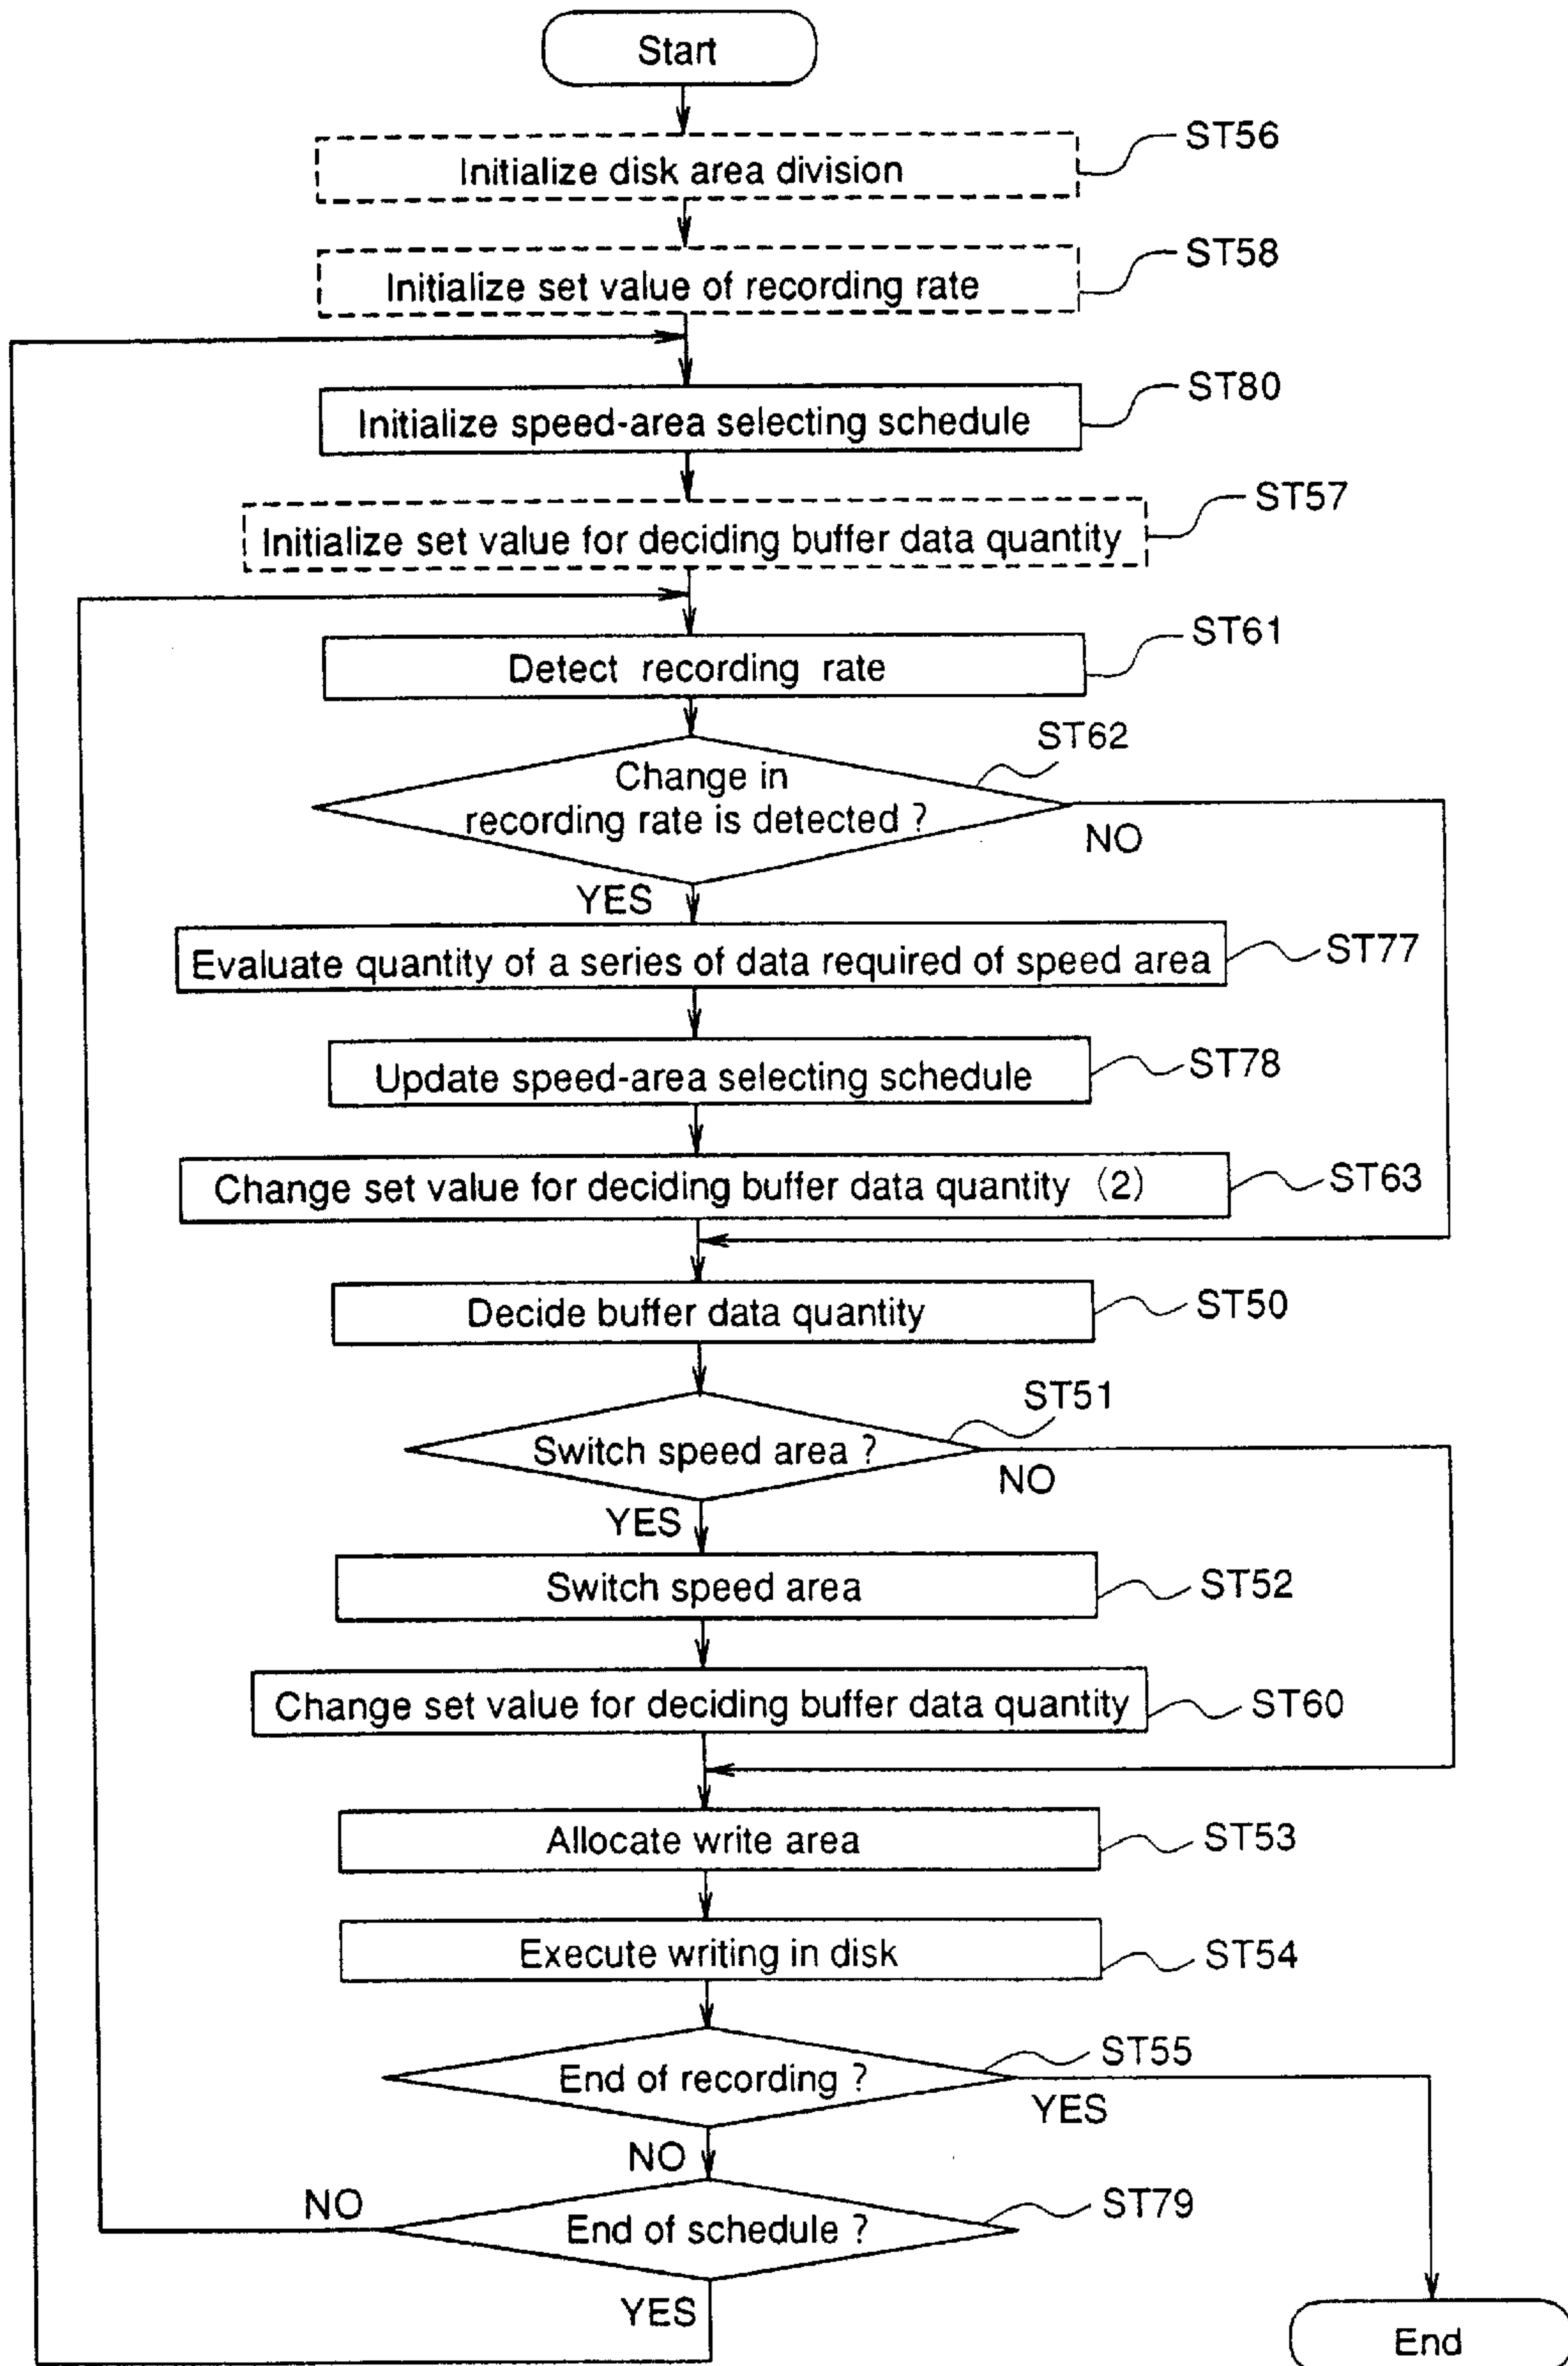 Start
ST56
Initialize disk area division
ST58
Initialize set value of recording rate
ST80
Initialize speed-area selecting schedule
ST57
Initialize set value for deciding buffer data quantity
ST61
Detect recording rate
ST62
Change in
recording rate is detected ?
NO
YES
Evaluate quantity of a series of data required of speed area
ST77
Update speed-area selecting schedule
ST78
Change set value for deciding buffer data quantity (2)
ST63
Decide buffer data quantity
ST50
ST51
Switch speed area ?
NO
YES
Switch speed area
ST52
Change set value for deciding buffer data quantity
ST60
Allocate write area
ST53
Execute writing in disk
ST54
ST55
End of recording ?
YES
NO
NO
ST79
End of schedule ?
YES
End